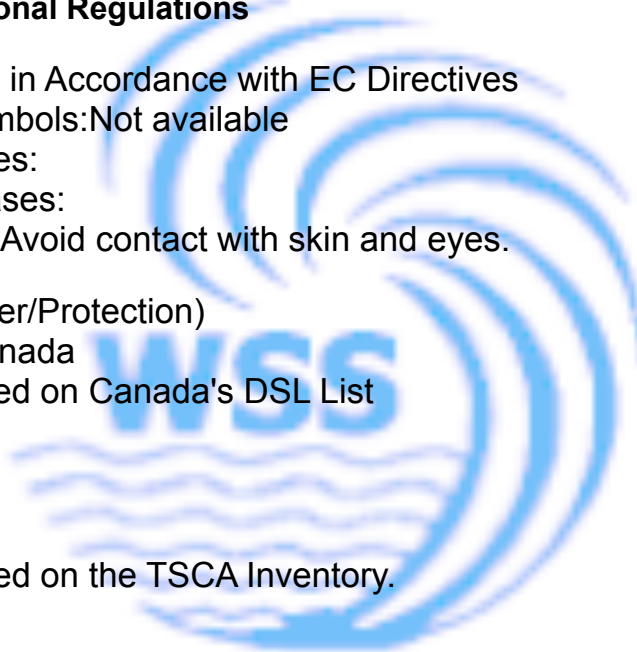 onal Regulations
in Accordance with EC Directives
mbols:Not available
es:
ases:
Avoid contact with skin and eyes.
er/Protection)
nada
ed on Canada's DSL List
WSS
ed on the TSCA Inventory.